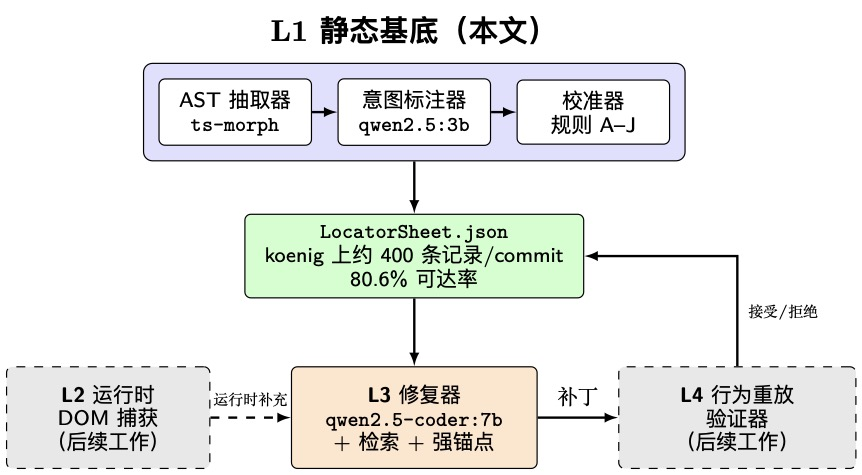 L1 静态基底（本文）
AST 抽取器
ts-morph
意图标注器
qwen2.5:3b
校准器
规则 A–J
LocatorSheet.json
koenig 上约 400 条记录/commit
80.6% 可达率
接受/拒绝
L2 运行时
DOM 捕获
（后续工作）
运行时补充
L3 修复器
qwen2.5-coder:7b
+ 检索 + 强锚点
补丁
L4 行为重放
验证器
（后续工作）